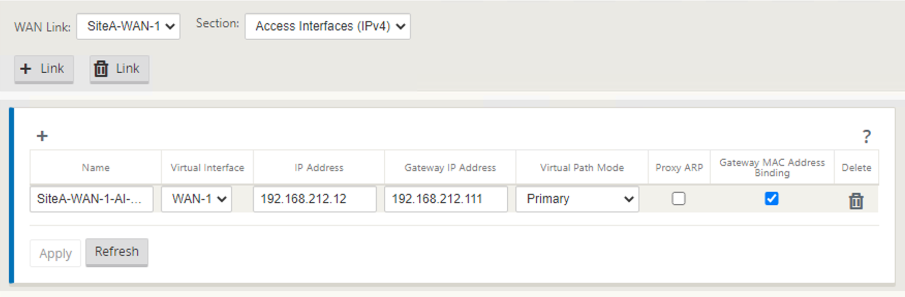 WAN Link: SiteA-WAN-1 Section: Access Interfaces (IPv4)
+ Link Link
+ ?
Name Virtual Interface IP Address Gateway IP Address Virtual Path Mode Proxy ARP Gateway MAC Address Binding Delete
SiteA-WAN-1-AI-... WAN-1 192.168.212.12 192.168.212.111 Primary
Apply Refresh